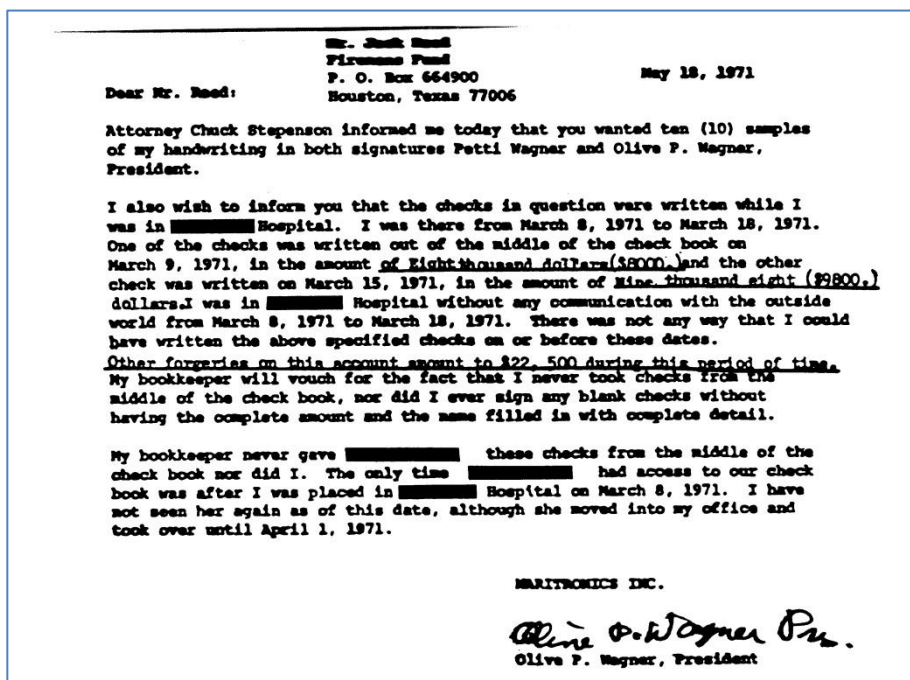 Mr. Jack Reed
Firemans Fund
P. O. Box 664900
May 18, 1971
Dear Mr. Reed:
Houston, Texas 77006
Attorney Chuck Stepenson informed me today that you wanted ten (10) samples
of my handwriting in both signatures Petti Wagner and Olive P. Wagner,
President.
I also wish to inform you that the checks in question were written while I
was in Hospital. I was there from March 8, 1971 to March 18, 1971.
One of the checks was written out of the middle of the check book on
March 9, 1971, in the amount of Eight thousand dollars ($8000.)and the other
check was written on March 15, 1971, in the amount of Nine thousand eight ($9800.)
dollars.I was in Hospital without any communication with the outside
world from March 8, 1971 to March 18, 1971. There was not any way that I could
have written the above specified checks on or before these dates.
Other forgeries on this account amount to $22, 500 during this period of time.
My bookkeeper will vouch for the fact that I never took checks from the
middle of the check book, nor did I ever sign any blank checks without
having the complete amount and the name filled in with complete detail.
My bookkeeper never gave these checks from the middle of the
check book nor did I. The only time had access to our check
book was after I was placed in Hospital on March 8, 1971. I have
not seen her again as of this date, although she moved into my office and
took over until April 1, 1971.
MARITRONICS INC.
Olive P. Wagner Pres.
Olive P. Wagner, President